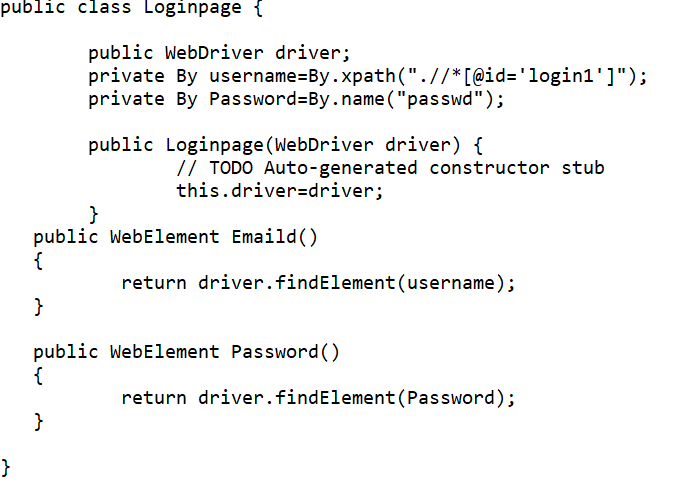 public class Loginpage {
public WebDriver driver;
private By username=By.xpath(".//*[@id='login1']");
private By Password=By.name("passwd");
public Loginpage(WebDriver driver) {
// TODO Auto-generated constructor stub
this.driver=driver;
}
public WebElement Emaild()
{
return driver.findElement(username);
}
public WebElement Password()
{
return driver.findElement(Password);
}
}